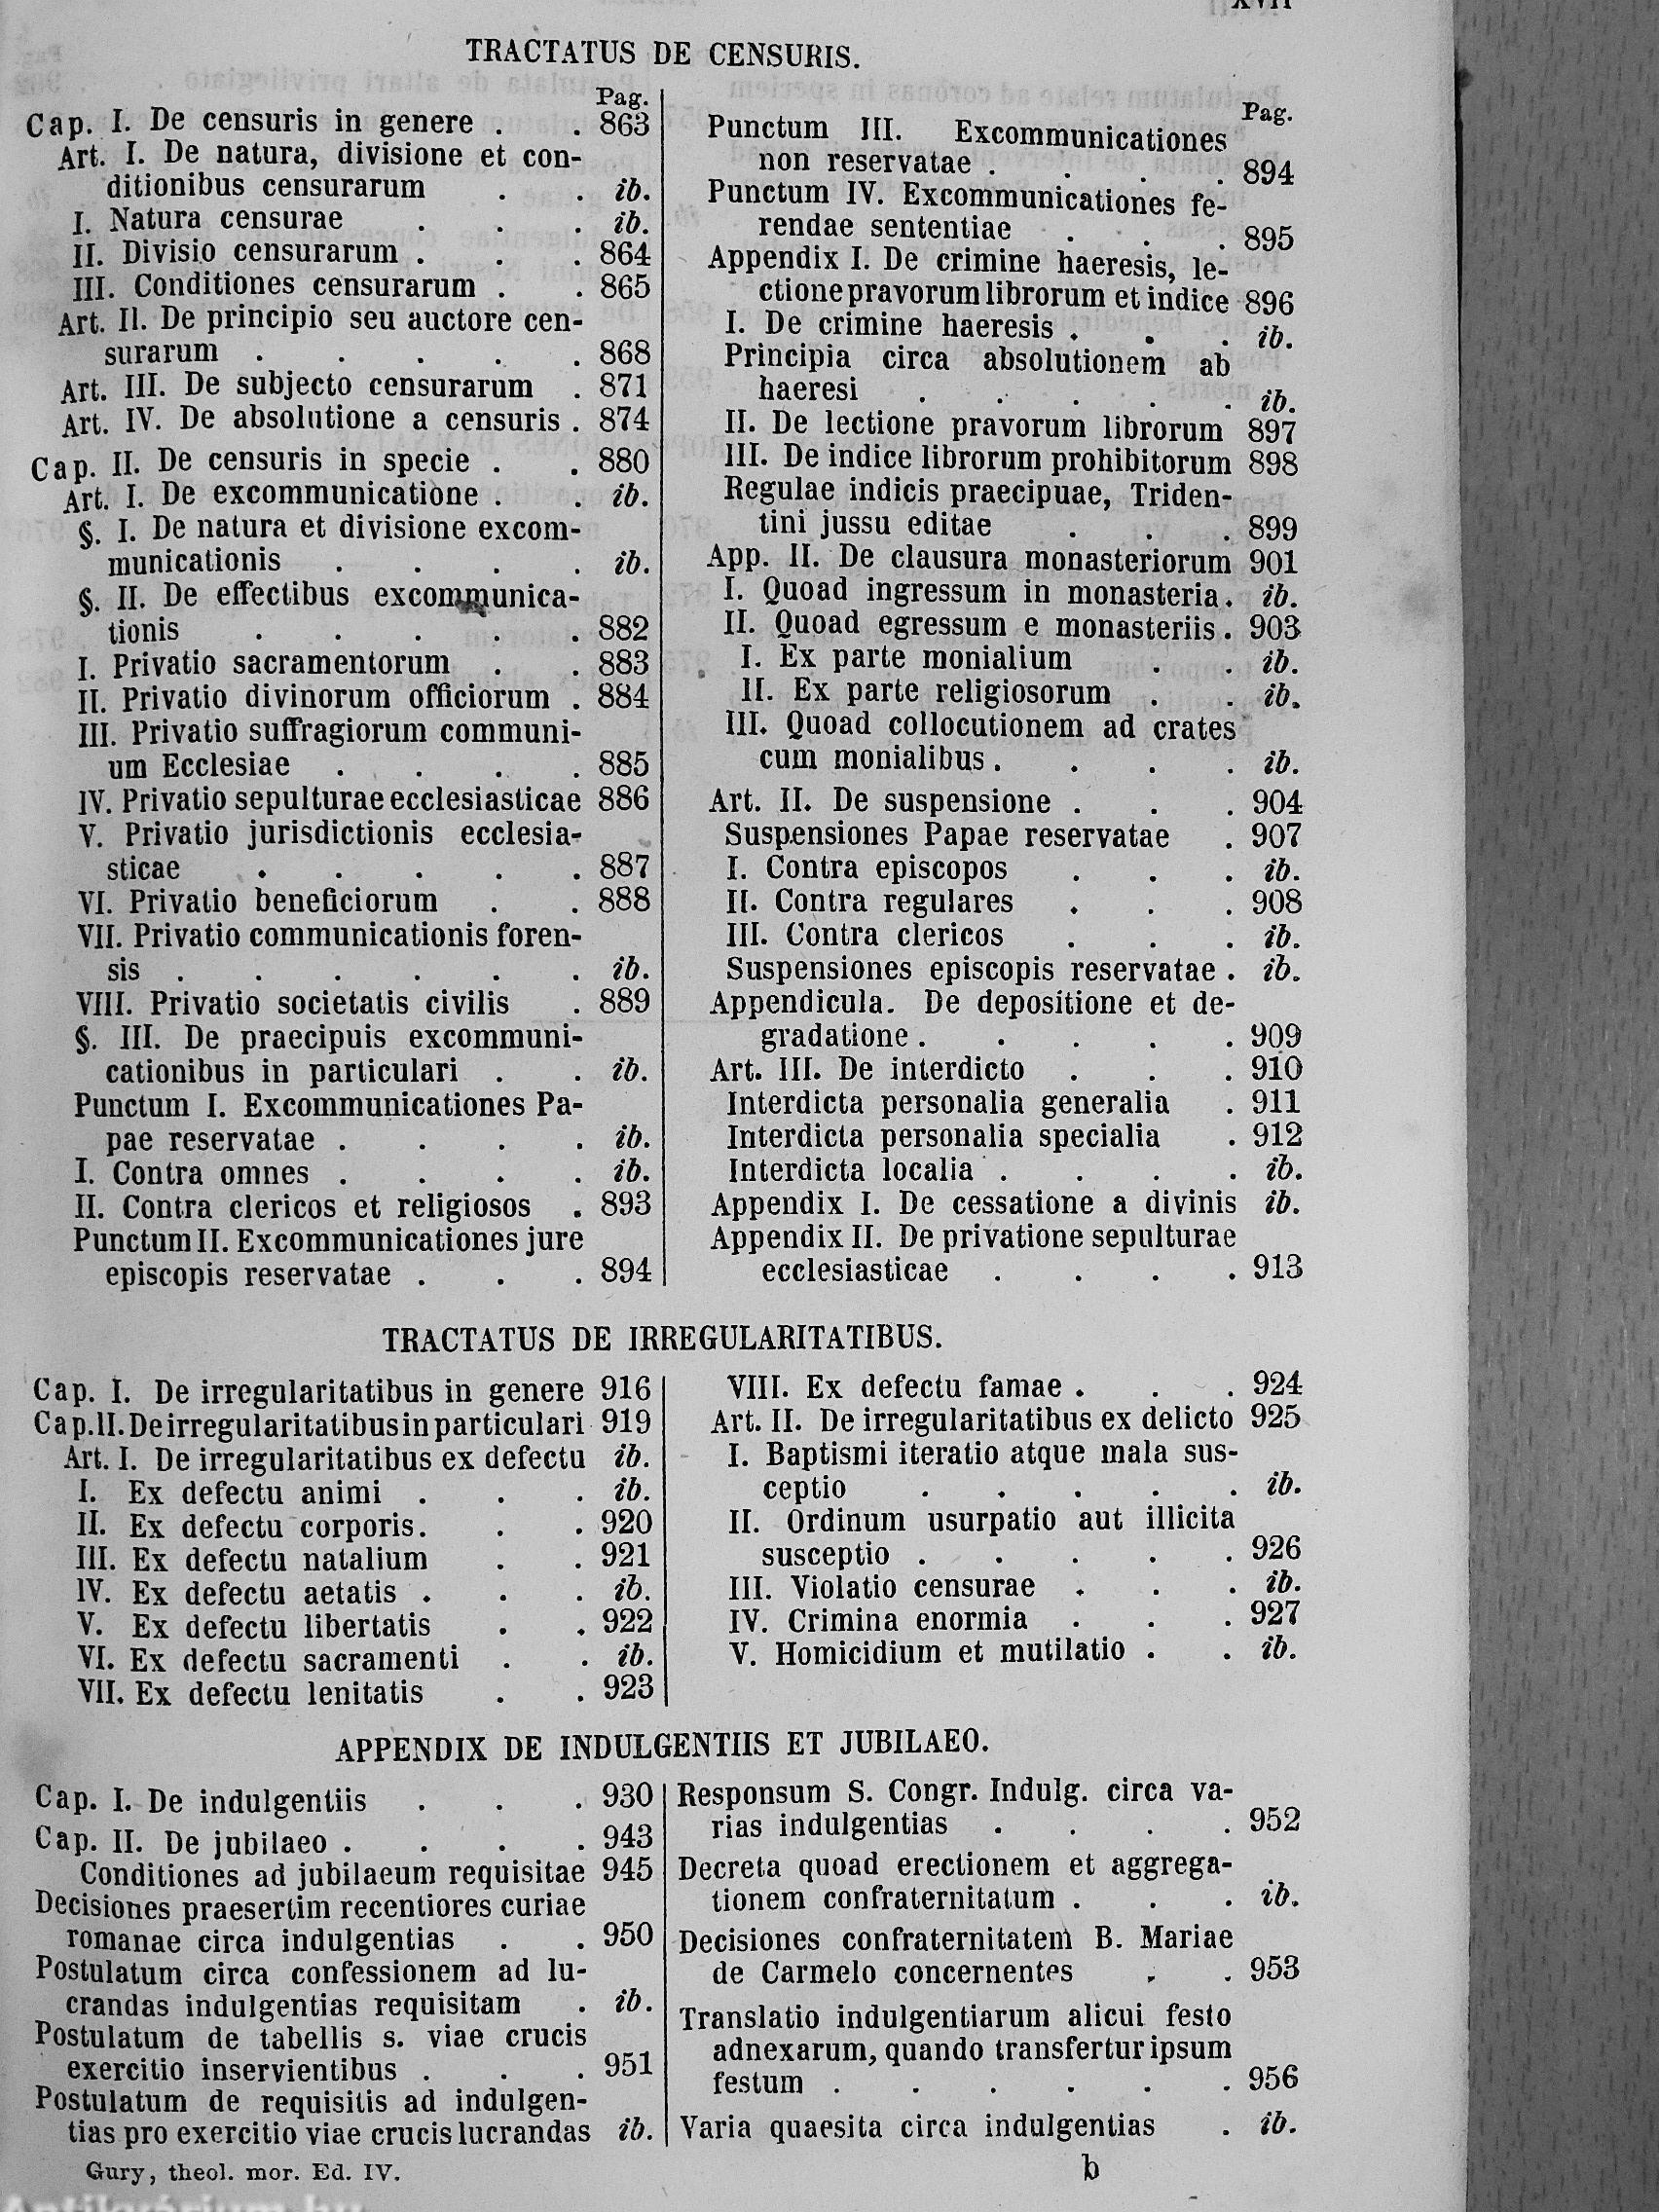 XVII
TRACTATUS DE CENSURIS.
Pag.
Cap. I. De censuris in genere . . 863
Art. I. De natura, divisione et con-
ditionibus censurarum . . ib.
I. Natura censurae . . . ib.
II. Divisio censurarum . . . 864
III. Conditiones censurarum . . 865
Art. II. De principio seu auctore cen-
surarum . . . . . 868
Art. III. De subjecto censurarum . 871
Art. IV. De absolutione a censuris . 874
Cap. II. De censuris in specie . . 880
Art. I. De excommunicatione . . ib.
§. I. De natura et divisione excom-
municationis . . . . ib.
§. II. De effectibus excommunica-
tionis . . . . . 882
I. Privatio sacramentorum . . 883
II. Privatio divinorum officiorum . 884
III. Privatio suffragiorum communi-
um Ecclesiae . . . . 885
IV. Privatio sepulturae ecclesiasticae 886
V. Privatio jurisdictionis ecclesia-
sticae . . . . . 887
VI. Privatio beneficiorum . . 888
VII. Privatio communicationis foren-
sis . . . . . . ib.
VIII. Privatio societatis civilis . 889
§. III. De praecipuis excommuni-
cationibus in particulari . . ib.
Punctum I. Excommunicationes Pa-
pae reservatae . . . . ib.
I. Contra omnes . . . . ib.
II. Contra clericos et religiosos . 893
Punctum II. Excommunicationes jure
episcopis reservatae . . . 894
Pag.
Punctum III. Excommunicationes
non reservatae . . . . 894
Punctum IV. Excommunicationes fe-
rendae sententiae . . . 895
Appendix I. De crimine haeresis, le-
ctione pravorum librorum et indice 896
I. De crimine haeresis . . . ib.
Principia circa absolutionem ab
haeresi . . . . . ib.
II. De lectione pravorum librorum 897
III. De indice librorum prohibitorum 898
Regulae indicis praecipuae, Triden-
tini jussu editae . . . 899
App. II. De clausura monasteriorum 901
I. Quoad ingressum in monasteria . ib.
II. Quoad egressum e monasteriis . 903
I. Ex parte monialium . . ib.
II. Ex parte religiosorum . . ib.
III. Quoad collocutionem ad crates
cum monialibus . . . . ib.
Art. II. De suspensione . . . 904
Suspensiones Papae reservatae . 907
I. Contra episcopos . . . ib.
II. Contra regulares . . . 908
III. Contra clericos . . . ib.
Suspensiones episcopis reservatae . ib.
Appendicula. De depositione et de-
gradatione . . . . . 909
Art. III. De interdicto . . . 910
Interdicta personalia generalia . 911
Interdicta personalia specialia . 912
Interdicta localia . . . . ib.
Appendix I. De cessatione a divinis ib.
Appendix II. De privatione sepulturae
ecclesiasticae . . . . 913
TRACTATUS DE IRREGULARITATIBUS.
Cap. I. De irregularitatibus in genere 916
Cap. II. De irregularitatibus in particulari 919
Art. I. De irregularitatibus ex defectu ib.
I. Ex defectu animi . . . ib.
II. Ex defectu corporis . . . 920
III. Ex defectu natalium . . 921
IV. Ex defectu aetatis . . . ib.
V. Ex defectu libertatis . . 922
VI. Ex defectu sacramenti . . ib.
VII. Ex defectu lenitatis . . 923
VIII. Ex defectu famae . . . 924
Art. II. De irregularitatibus ex delicto 925
I. Baptismi iteratio atque mala sus-
ceptio . . . . . ib.
II. Ordinum usurpatio aut illicita
susceptio . . . . . 926
III. Violatio censurae . . . ib.
IV. Crimina enormia . . . 927
V. Homicidium et mutilatio . . ib.
APPENDIX DE INDULGENTIIS ET JUBILAEO.
Cap. I. De indulgentiis . . . 930
Cap. II. De jubilaeo . . . . 943
Conditiones ad jubilaeum requisitae 945
Decisiones praesertim recentiores curiae
romanae circa indulgentias . . 950
Postulatum circa confessionem ad lu-
crandas indulgentias requisitam . ib.
Postulatum de tabellis s. viae crucis
exercitio inservientibus . . . 951
Postulatum de requisitis ad indulgen-
tias pro exercitio viae crucis lucrandas ib.
Responsum S. Congr. Indulg. circa va-
rias indulgentias . . . . 952
Decreta quoad erectionem et aggrega-
tionem confraternitatum . . . ib.
Decisiones confraternitatem B. Mariae
de Carmelo concernentes . . 953
Translatio indulgentiarum alicui festo
adnexarum, quando transfertur ipsum
festum . . . . . . 956
Varia quaesita circa indulgentias . ib.
Gury, theol. mor. Ed. IV.
b